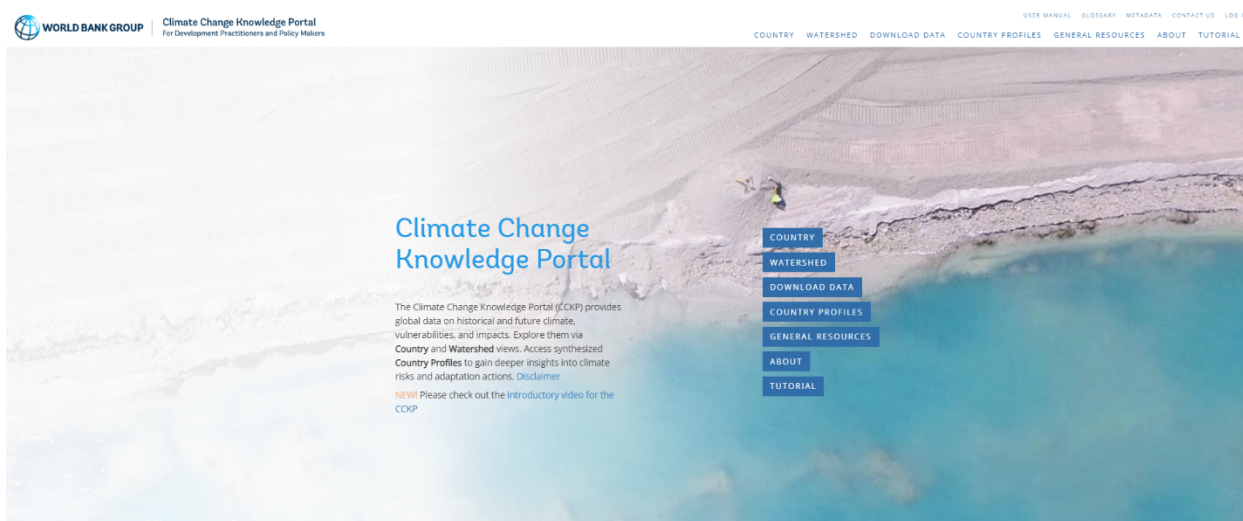 USER MANUAL GLOSSARY METADATA CONTACT US LOG
WORLD BANK GROUP
Climate Change Knowledge Portal
For Development Practitioners and Policy Makers
COUNTRY WATERSHED DOWNLOAD DATA COUNTRY PROFILES GENERAL RESOURCES ABOUT TUTORIAL
Climate Change
Knowledge Portal
The Climate Change Knowledge Portal (CCKP) provides
global data on historical and future climate,
vulnerabilities, and impacts. Explore them via
Country and Watershed views. Access synthesized
Country Profiles to gain deeper insights into climate
risks and adaptation actions. Disclaimer
NEW! Please check out the introductory video for the
CCKP
COUNTRY
WATERSHED
DOWNLOAD DATA
COUNTRY PROFILES
GENERAL RESOURCES
ABOUT
TUTORIAL